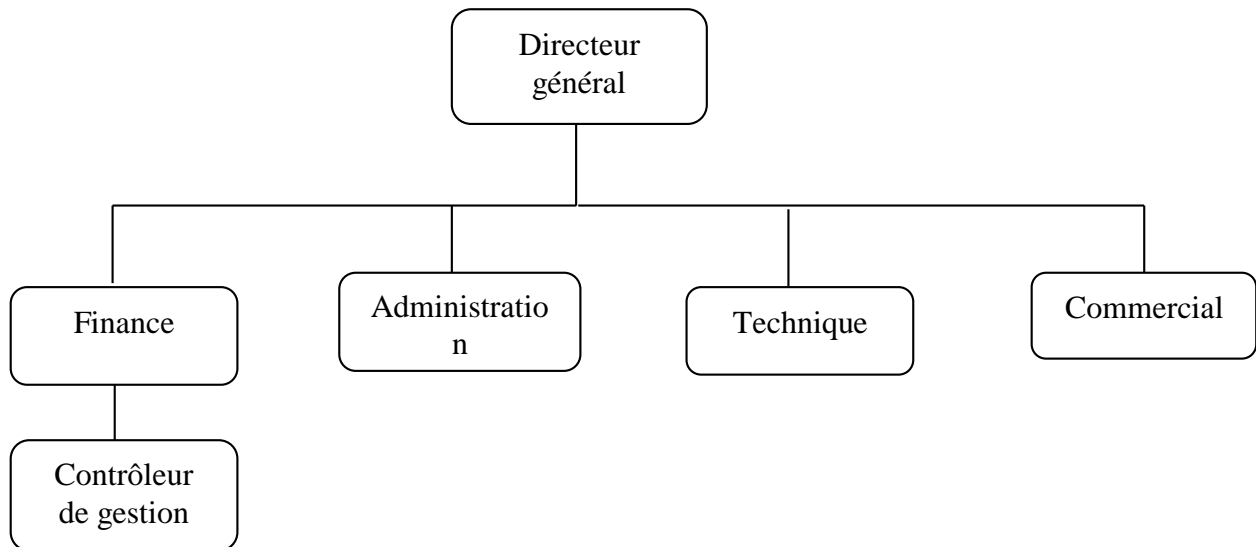 Directeur
général
Finance
Administratio
n
Technique
Commercial
Contrôleur
de gestion